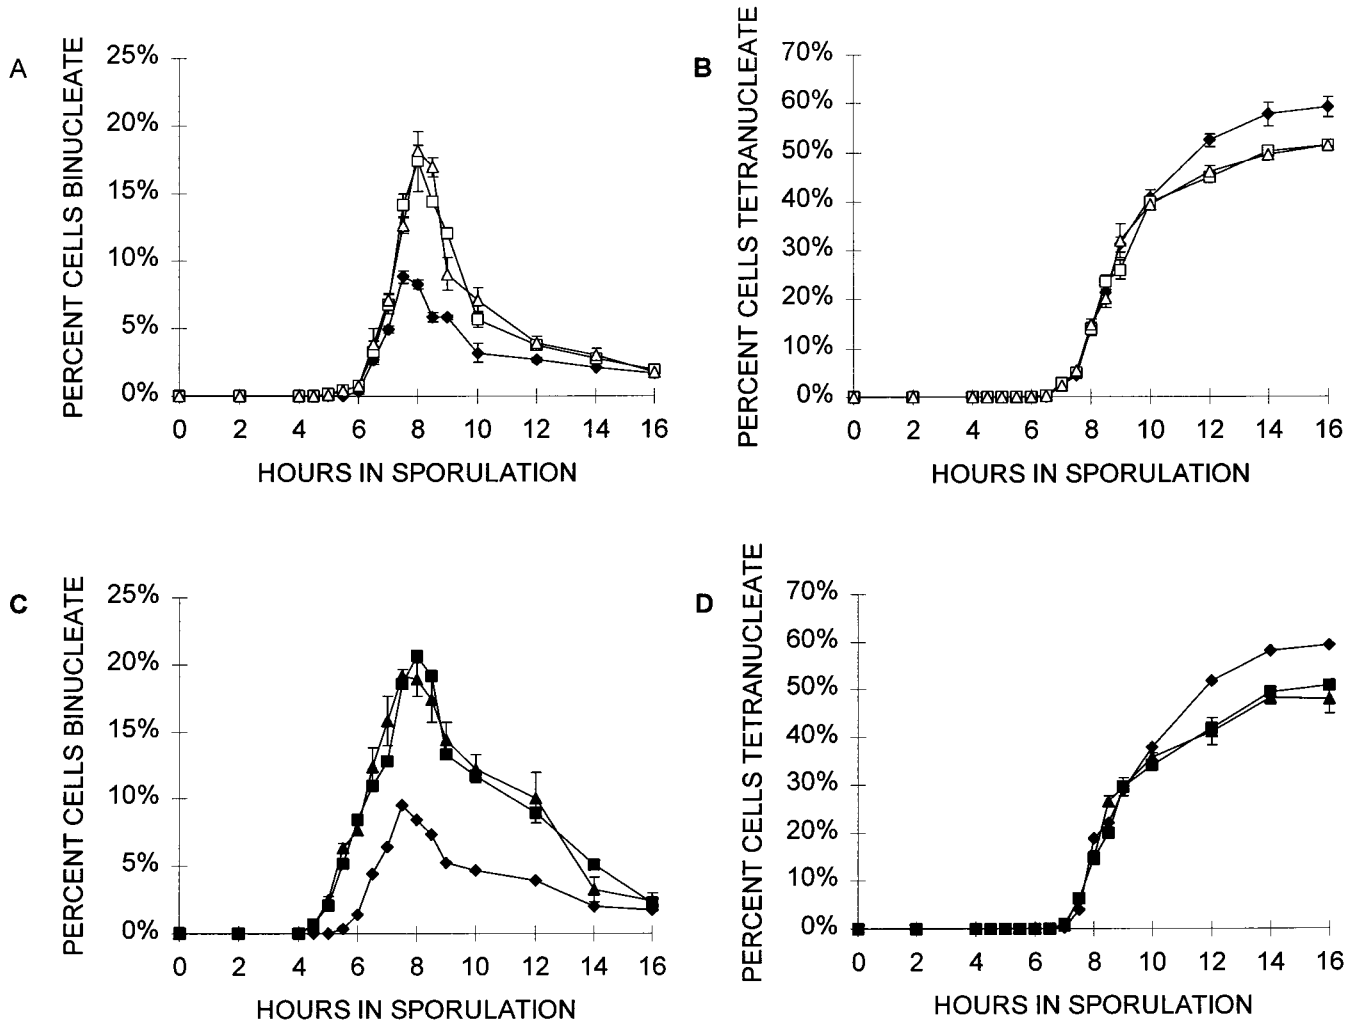 A
PERCENT CELLS BINUCLEATE
25%
20%
15%
10%
5%
0%
0 2 4 6 8 10 12 14 16
HOURS IN SPORULATION
B
PERCENT CELLS TETRANUCLEATE
70%
60%
50%
40%
30%
20%
10%
0%
0 2 4 6 8 10 12 14 16
HOURS IN SPORULATION
C
PERCENT CELLS BINUCLEATE
25%
20%
15%
10%
5%
0%
0 2 4 6 8 10 12 14 16
HOURS IN SPORULATION
D
PERCENT CELLS TETRANUCLEATE
70%
60%
50%
40%
30%
20%
10%
0%
0 2 4 6 8 10 12 14 16
HOURS IN SPORULATION